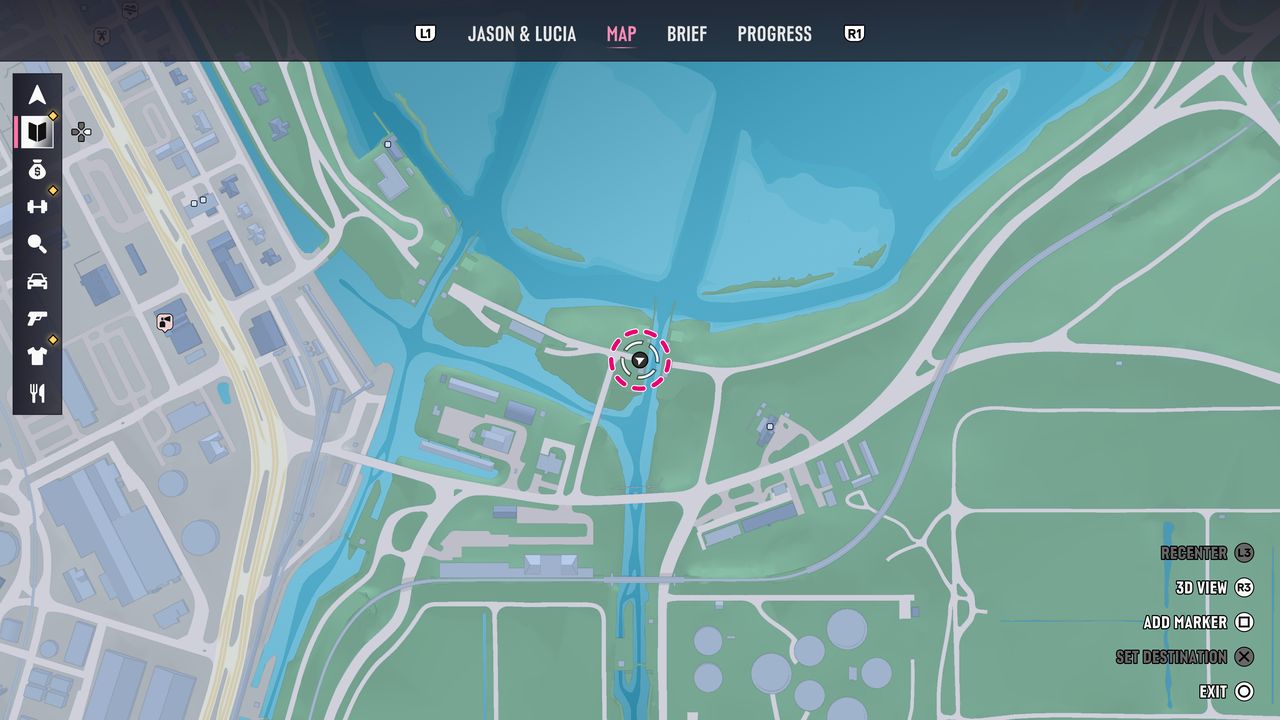 L1 JASON & LUCIA MAP BRIEF PROGRESS R1
RECENTER L3
3D VIEW R3
ADD MARKER
SET DESTINATION
EXIT